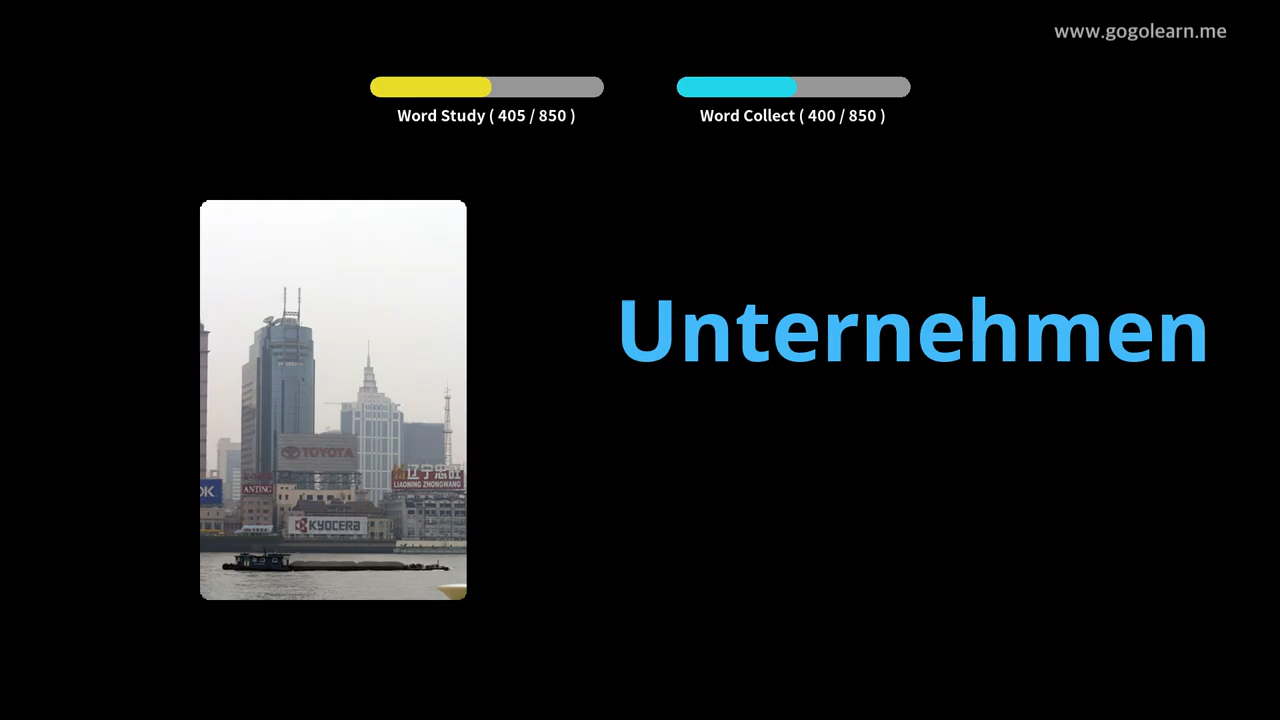 www.gogolearn.me
Word Study ( 405 / 850 )
Word Collect ( 400 / 850 )
Unternehmen
TOYOTA
辽宁忠旺
LIAONING ZHONGWANG
OK
ANTING
KYOCERA